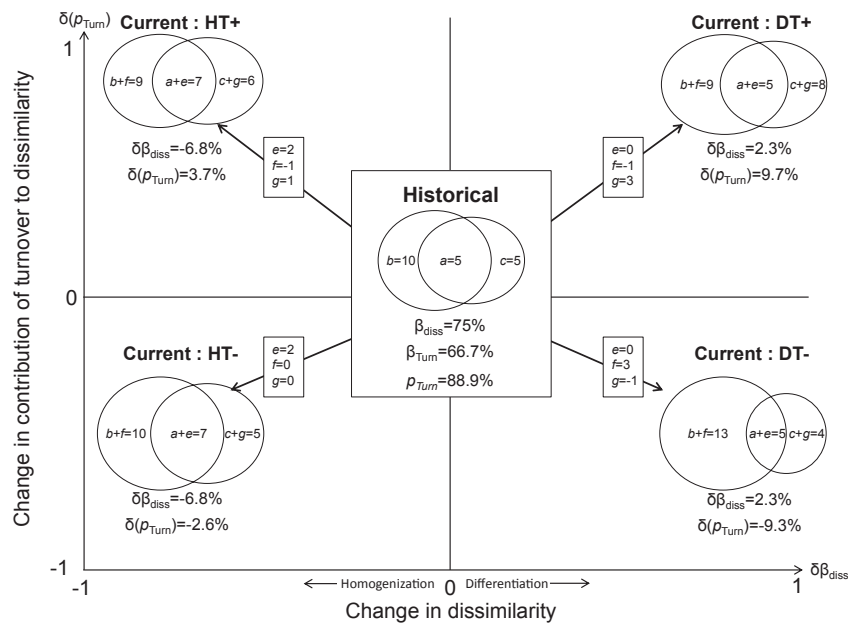 δ(pTurn)
Current : HT+
Current : DT+
1
b+f=9
a+e=7
c+g=6
b+f=9
a+e=5
c+g=8
δβdiss=-6.8%
δ(pTurn)=3.7%
e=2
f=-1
g=1
e=0
f=-1
g=3
δβdiss=2.3%
δ(pTurn)=9.7%
Historical
b=10
a=5
c=5
βdiss=75%
βTurn=66.7%
pTurn=88.9%
Change in contribution of turnover to dissimilarity
0
Current : HT-
Current : DT-
e=2
f=0
g=0
e=0
f=3
g=-1
b+f=10
a+e=7
c+g=5
b+f=13
a+e=5
c+g=4
δβdiss=-6.8%
δ(pTurn)=-2.6%
δβdiss=2.3%
δ(pTurn)=-9.3%
-1
-1
Homogenization
0
Differentiation
1
δβdiss
Change in dissimilarity